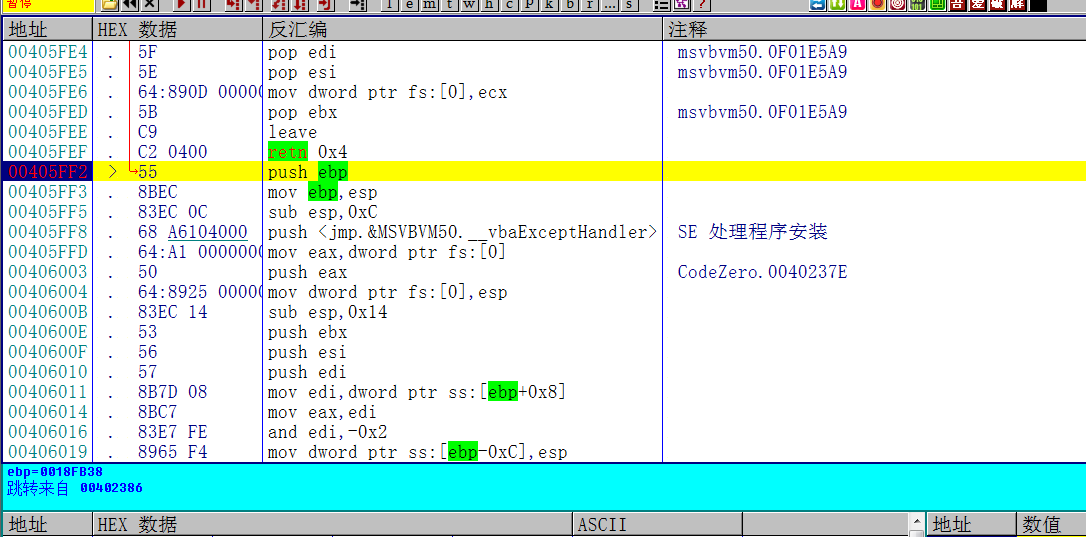 暂停 l e m t w h c p k b r ... s ?
地址 HEX 数据 反汇编 注释
00405FE4 . 5F pop edi msvbvm50.0F01E5A9
00405FE5 . 5E pop esi msvbvm50.0F01E5A9
00405FE6 . 64:890D 00000 mov dword ptr fs:[0],ecx
00405FED . 5B pop ebx msvbvm50.0F01E5A9
00405FEE . C9 leave
00405FEF . C2 0400 retn 0x4
00405FF2 > 55 push ebp
00405FF3 . 8BEC mov ebp,esp
00405FF5 . 83EC 0C sub esp,0xC
00405FF8 . 68 A6104000 push <jmp.&MSVBVM50.__vbaExceptHandler> SE 处理程序安装
00405FFD . 64:A1 0000000 mov eax,dword ptr fs:[0]
00406003 . 50 push eax CodeZero.0040237E
00406004 . 64:8925 00000 mov dword ptr fs:[0],esp
0040600B . 83EC 14 sub esp,0x14
0040600E . 53 push ebx
0040600F . 56 push esi
00406010 . 57 push edi
00406011 . 8B7D 08 mov edi,dword ptr ss:[ebp+0x8]
00406014 . 8BC7 mov eax,edi
00406016 . 83E7 FE and edi,-0x2
00406019 . 8965 F4 mov dword ptr ss:[ebp-0xC],esp
ebp=0018FB38
跳转来自 00402386
地址 HEX 数据 ASCII 地址 数值